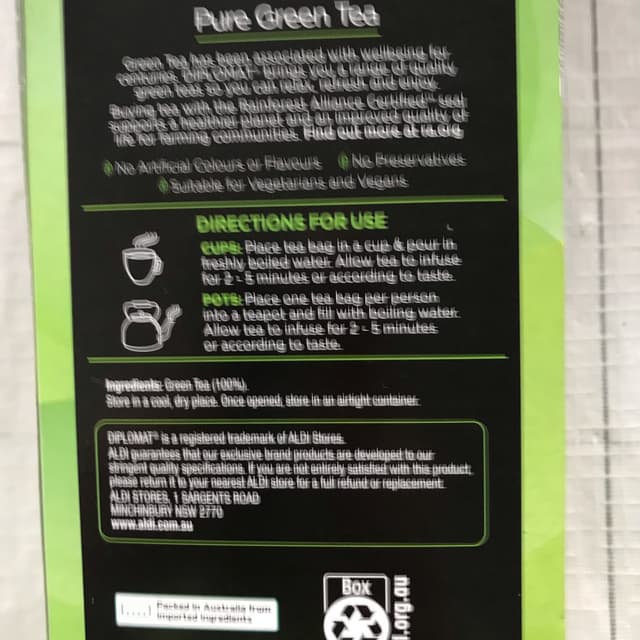 Pure Green Tea
Green Tea has been associated with wellbeing for
centuries. DIPLOMAT™ brings you a range of quality
green teas so you can relax, refresh and enjoy.
Buying tea with the Rainforest Alliance Certified™ seal
supports a healthier planet and an improved quality of
life for farming communities. Find out more at ra.org
No Artificial Colours or Flavours No Preservatives
Suitable for Vegetarians and Vegans
DIRECTIONS FOR USE
CUPS: Place tea bag in a cup & pour in
freshly boiled water. Allow tea to infuse
for 2 - 5 minutes or according to taste.
POTS: Place one tea bag per person
into a teapot and fill with boiling water.
Allow tea to infuse for 2 - 5 minutes
or according to taste.
Ingredients: Green Tea (100%).
Store in a cool, dry place. Once opened, store in an airtight container.
DIPLOMAT™ is a registered trademark of ALDI Stores.
ALDI guarantees that our exclusive brand products are developed to our
stringent quality specifications. If you are not entirely satisfied with this product,
please return it to your nearest ALDI store for a full refund or replacement.
ALDI STORES, 1 SARGENTS ROAD
MINCHINBURY NSW 2770
www.aldi.com.au
Packed in Australia from
imported ingredients
Box
.org.au